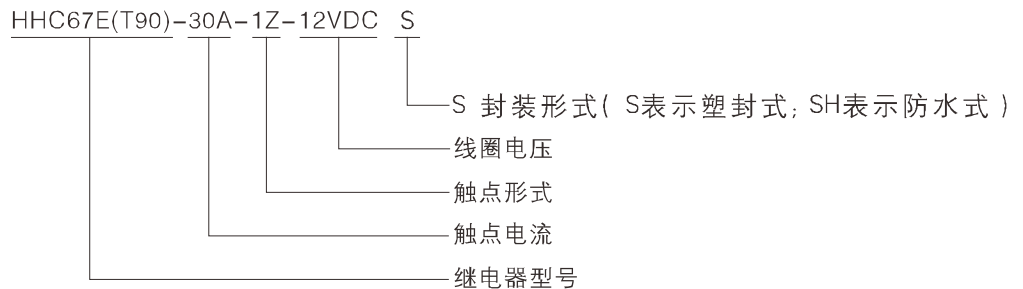 HHC67E(T90)-30A-1Z-12VDC S
S 封装形式( S表示塑封式; SH表示防水式 )
线圈电压
触点形式
触点电流
继电器型号